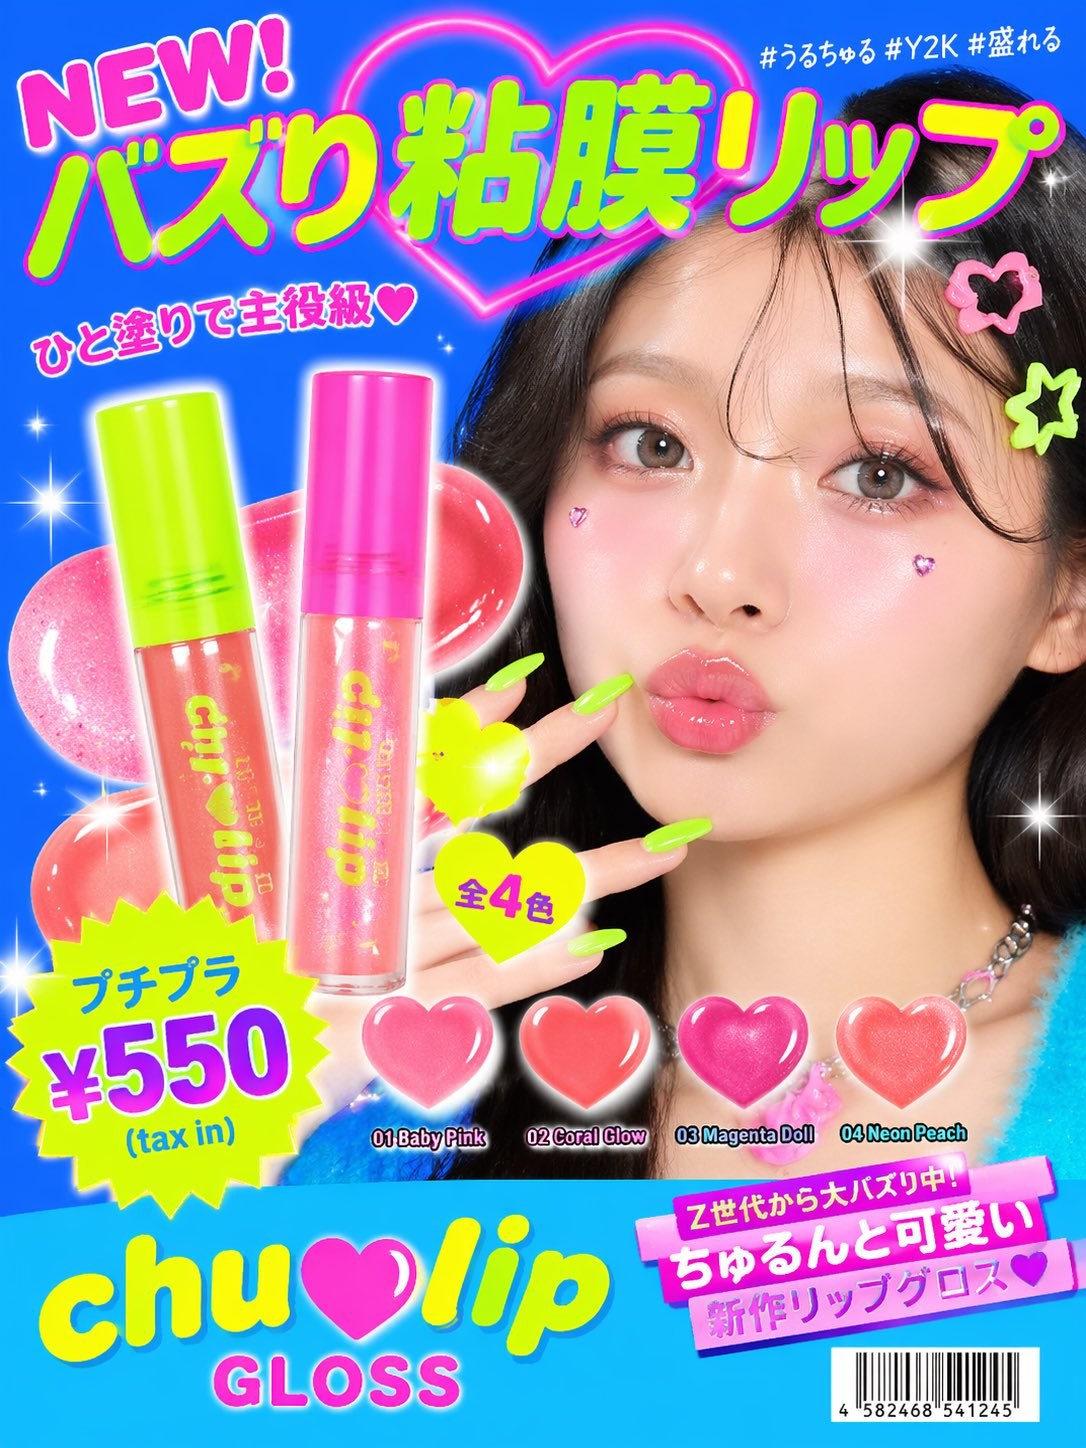 NEW!
#うるちゅる #Y2K #盛れる
バズり粘膜リップ
ひと塗りで主役級♥
chu♥lip
chu♥lip
全4色
プチプラ
¥550
(tax in)
01 Baby Pink
02 Coral Glow
03 Magenta Doll
04 Neon Peach
chu♥lip
GLOSS
Z世代から大バズり中!
ちゅるんと可愛い
新作リップグロス♥
4 582468 541245